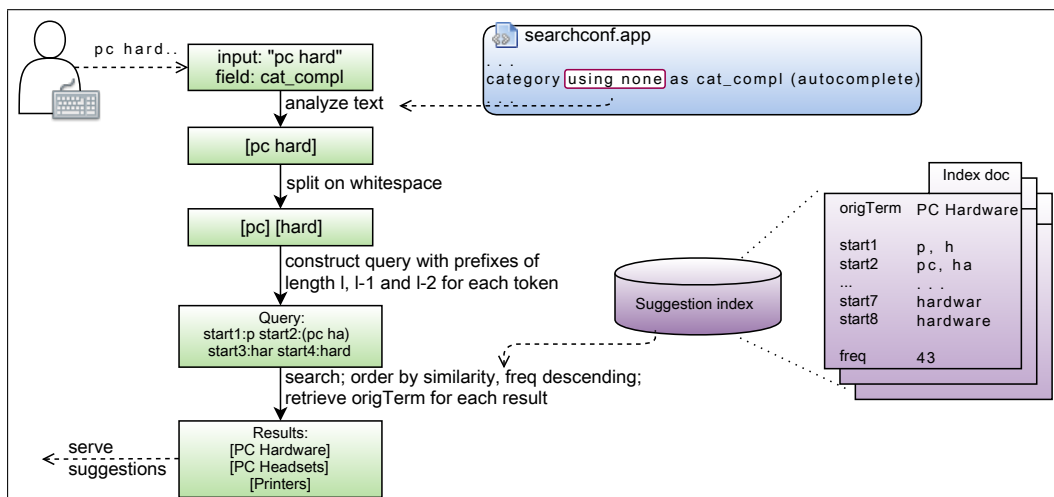 pc hard..
input: "pc hard"
field: cat_compl
searchconf.app
. . .
category using none as cat_compl (autocomplete)
. . .
analyze text
[pc hard]
split on whitespace
[pc] [hard]
construct query with prefixes of
length l, l-1 and l-2 for each token
Query:
start1:p start2:(pc ha)
start3:har start4:hard
search; order by similarity, freq descending;
retrieve origTerm for each result
Results:
[PC Hardware]
[PC Headsets]
[Printers]
serve
suggestions
Suggestion index
Index doc
origTerm PC Hardware
start1 p, h
start2 pc, ha
... . . .
start7 hardwar
start8 hardware
freq 43